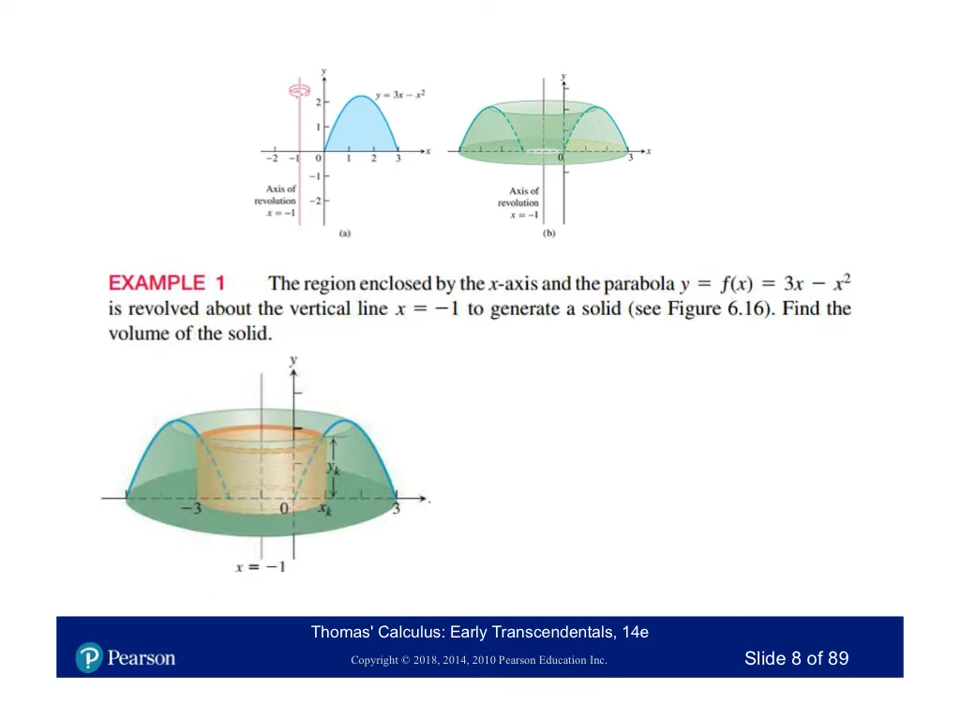 y
y = 3x − x²
2
1
−2 −1 0 1 2 3 x
−1
−2
Axis of
revolution
x = −1
(a)
y
0 3 x
Axis of
revolution
x = −1
(b)
EXAMPLE 1 The region enclosed by the x-axis and the parabola y = f(x) = 3x − x²
is revolved about the vertical line x = −1 to generate a solid (see Figure 6.16). Find the
volume of the solid.
y
yₖ
−3 0 xₖ 3
x = −1
Thomas' Calculus: Early Transcendentals, 14e
P Pearson
Copyright © 2018, 2014, 2010 Pearson Education Inc.
Slide 8 of 89